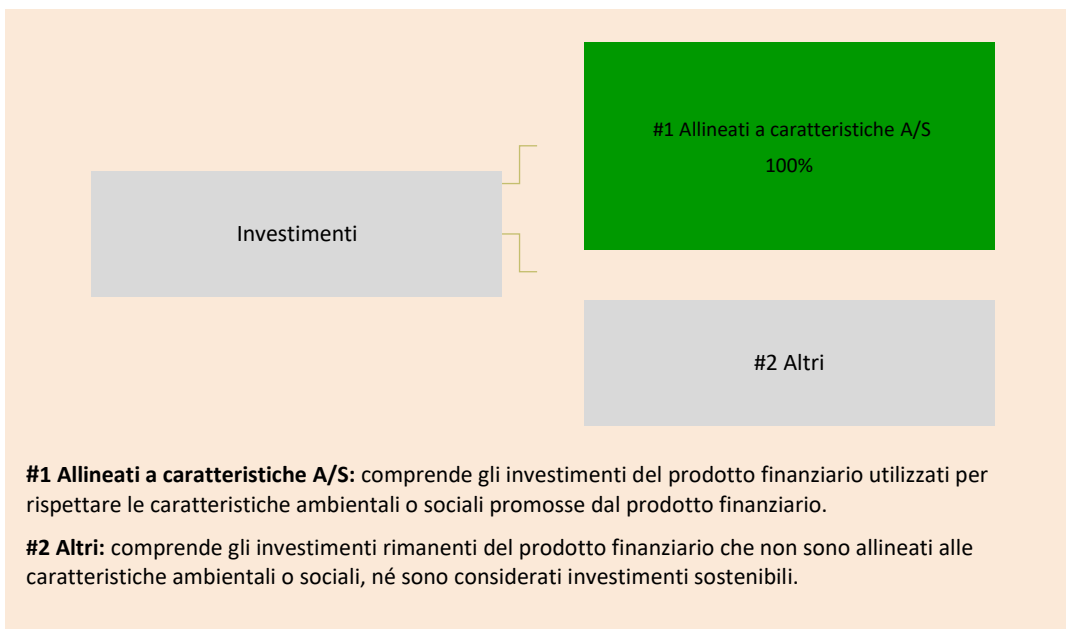 #1 Allineati a caratteristiche A/S
100%
Investimenti
#2 Altri
#1 Allineati a caratteristiche A/S: comprende gli investimenti del prodotto finanziario utilizzati per
rispettare le caratteristiche ambientali o sociali promosse dal prodotto finanziario.
#2 Altri: comprende gli investimenti rimanenti del prodotto finanziario che non sono allineati alle
caratteristiche ambientali o sociali, né sono considerati investimenti sostenibili.